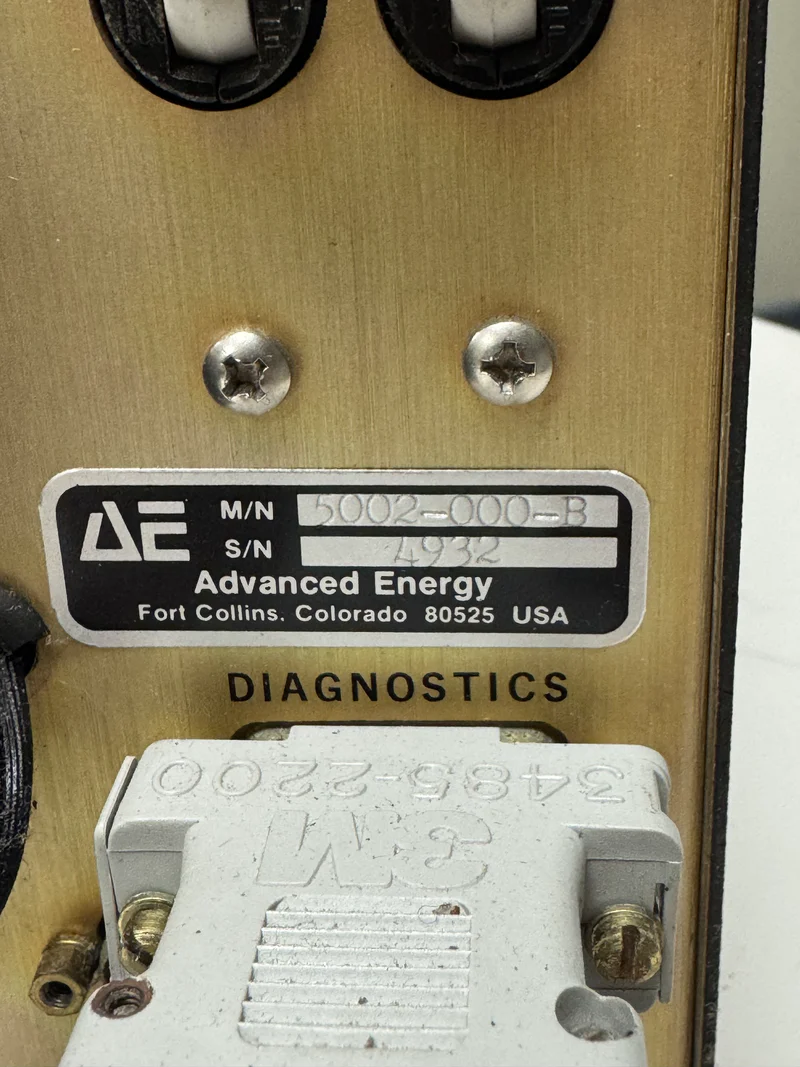 AE
M/N 5002-000-B
S/N 4932
Advanced Energy
Fort Collins, Colorado 80525 USA
DIAGNOSTICS
3485-2200
3M